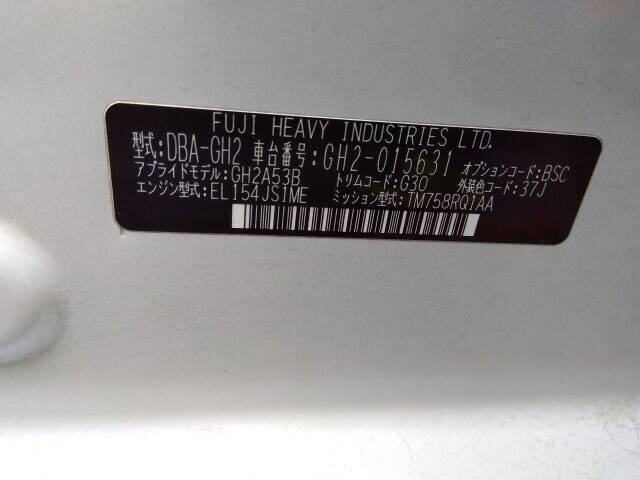 FUJI HEAVY INDUSTRIES LTD.
型式: DBA-GH2 車台番号: GH2-015631 オプションコード: BSC
アプライドモデル: GH2A53B トリムコード: G30 外装色コード: 37J
エンジン型式: EL154JS1ME ミッション型式: TM758RQ1AA